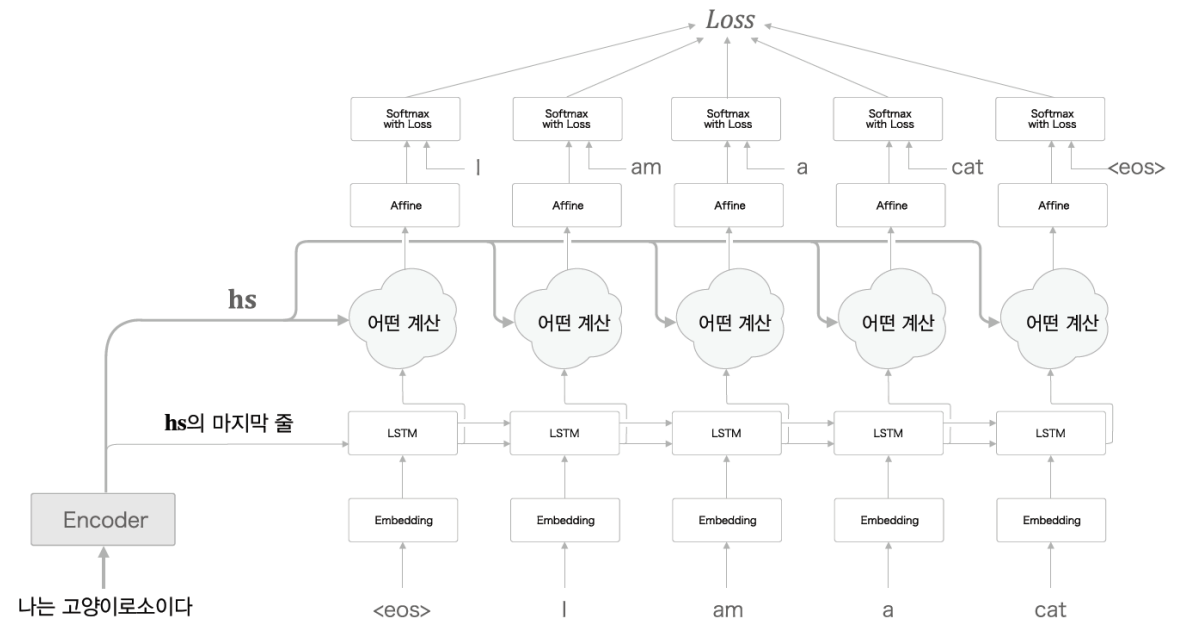 Loss
Softmax
with Loss
Softmax
with Loss
Softmax
with Loss
Softmax
with Loss
Softmax
with Loss
I
am
a
cat
<eos>
Affine
Affine
Affine
Affine
Affine
hs
어떤 계산
어떤 계산
어떤 계산
어떤 계산
어떤 계산
hs의 마지막 줄
LSTM
LSTM
LSTM
LSTM
LSTM
Encoder
Embedding
Embedding
Embedding
Embedding
Embedding
나는 고양이로소이다
<eos>
I
am
a
cat